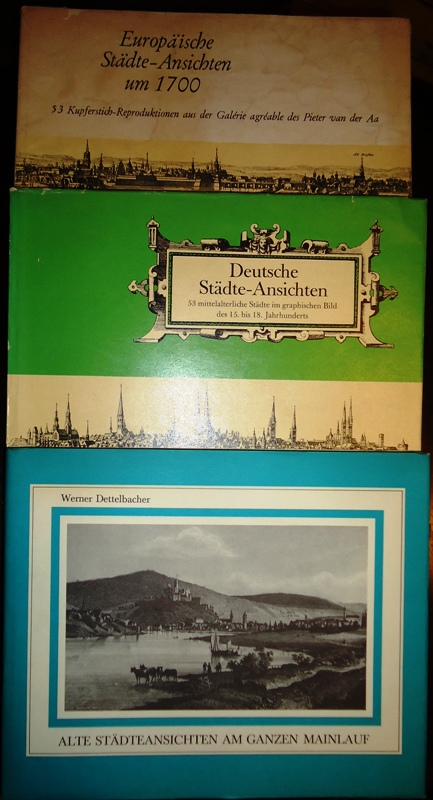 Europäische
Städte-Ansichten
um 1700
53 Kupferstich-Reproduktionen aus der Galérie agréable des Pieter van der Aa
Deutsche
Städte-Ansichten
53 mittelalterliche Städte im graphischen Bild
des 15. bis 18. Jahrhunderts
Werner Dettelbacher
ALTE STÄDTEANSICHTEN AM GANZEN MAINLAUF